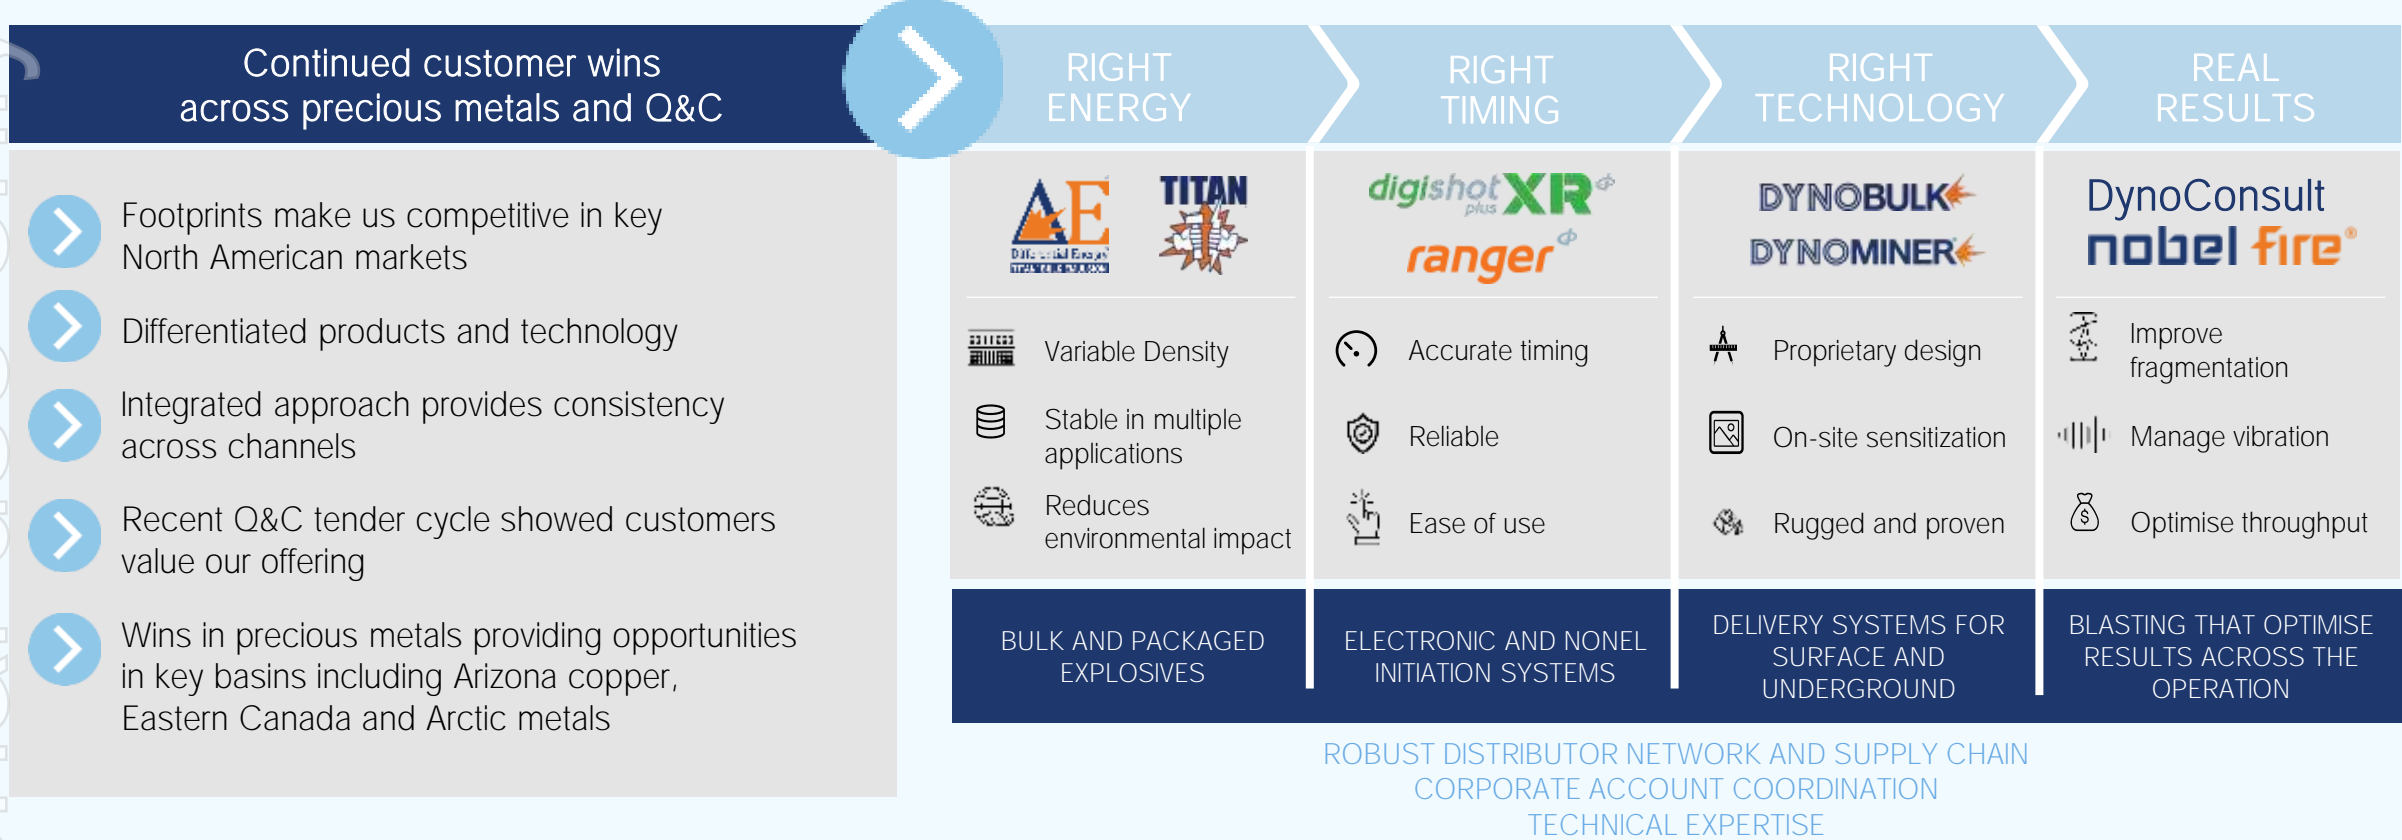 Continued customer wins
across precious metals and Q&C
Footprints make us competitive in key
North American markets
Differentiated products and technology
Integrated approach provides consistency
across channels
Recent Q&C tender cycle showed customers
value our offering
Wins in precious metals providing opportunities
in key basins including Arizona copper,
Eastern Canada and Arctic metals
RIGHT
ENERGY
ΔE
Differential Energy
TITAN
Variable Density
Stable in multiple
applications
Reduces
environmental impact
BULK AND PACKAGED
EXPLOSIVES
RIGHT
TIMING
digishot
plus
XR
ranger
Accurate timing
Reliable
Ease of use
ELECTRONIC AND NONEL
INITIATION SYSTEMS
RIGHT
TECHNOLOGY
DYNOBULK
DYNOMINER
Proprietary design
On-site sensitization
Rugged and proven
DELIVERY SYSTEMS FOR
SURFACE AND
UNDERGROUND
REAL
RESULTS
DynoConsult
nobel fire®
Improve
fragmentation
Manage vibration
Optimise throughput
BLASTING THAT OPTIMISE
RESULTS ACROSS THE
OPERATION
ROBUST DISTRIBUTOR NETWORK AND SUPPLY CHAIN
CORPORATE ACCOUNT COORDINATION
TECHNICAL EXPERTISE